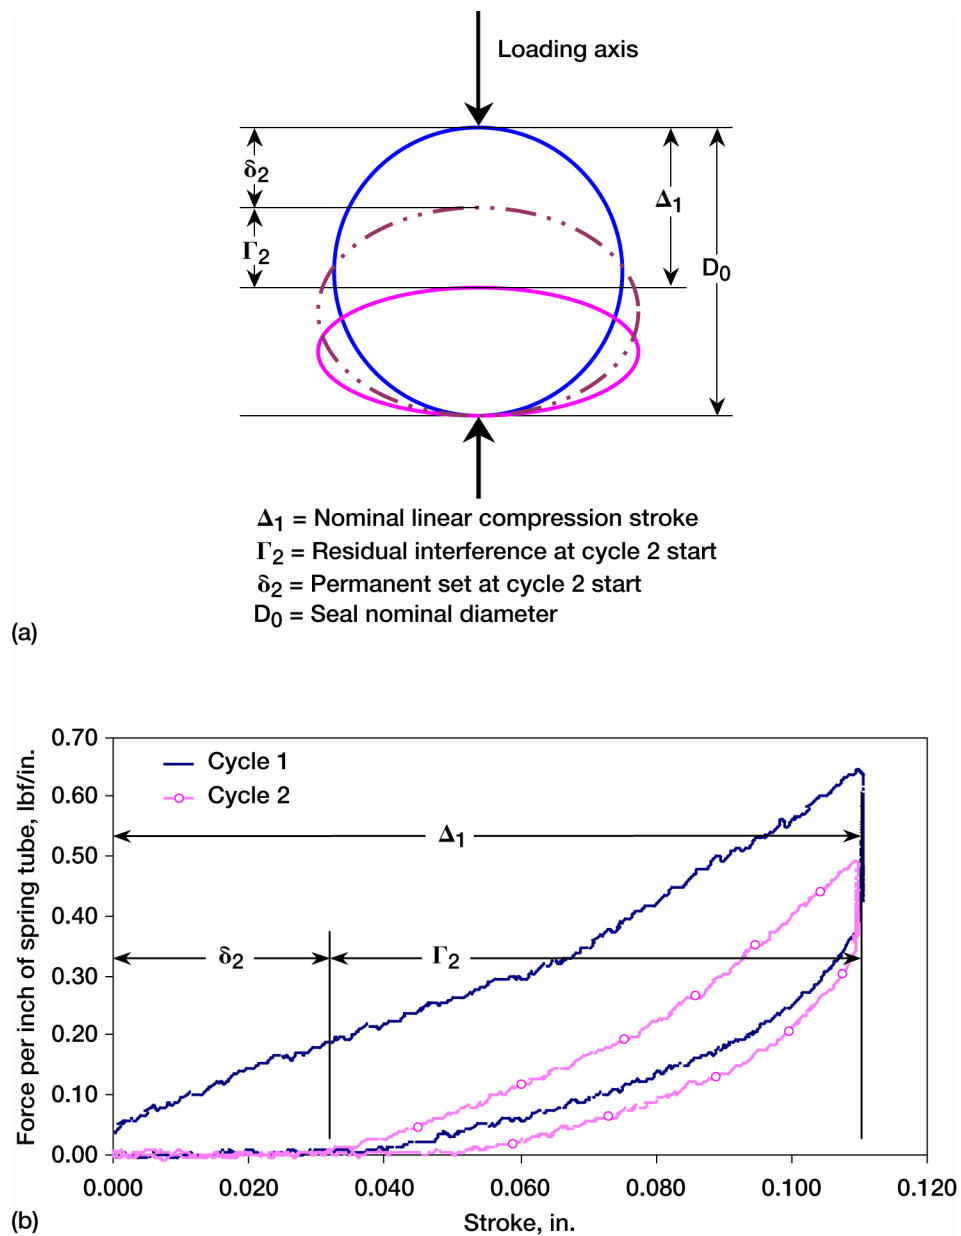 Loading axis
δ2
Δ1
Γ2
D0
Δ1 = Nominal linear compression stroke
Γ2 = Residual interference at cycle 2 start
δ2 = Permanent set at cycle 2 start
D0 = Seal nominal diameter
(a)
0.70
Cycle 1
0.60
Cycle 2
Δ1
0.50
0.40
δ2
Γ2
0.30
0.20
0.10
0.00
Force per inch of spring tube, lbf/in.
0.000 0.020 0.040 0.060 0.080 0.100 0.120
Stroke, in.
(b)